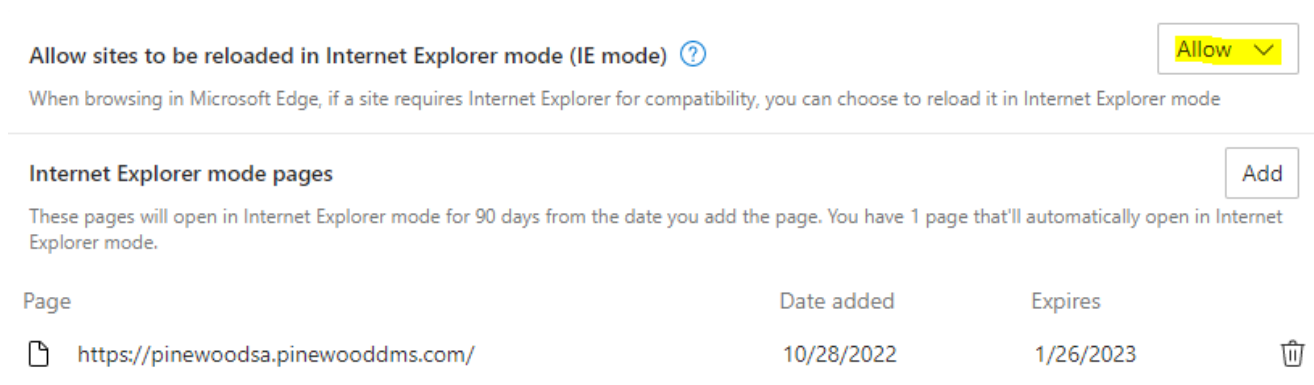 Allow sites to be reloaded in Internet Explorer mode (IE mode) ?
Allow
When browsing in Microsoft Edge, if a site requires Internet Explorer for compatibility, you can choose to reload it in Internet Explorer mode
Internet Explorer mode pages
Add
These pages will open in Internet Explorer mode for 90 days from the date you add the page. You have 1 page that'll automatically open in Internet
Explorer mode.
Page Date added Expires
https://pinewoodsa.pinewooddms.com/ 10/28/2022 1/26/2023